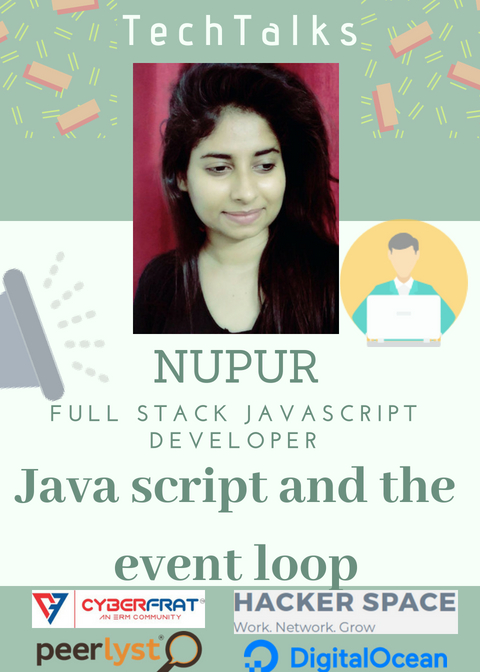 TechTalks
NUPUR
FULL STACK JAVASCRIPT
DEVELOPER
Java script and the
event loop
CYBERFRAT
AN ERM COMMUNITY
HACKER SPACE
Work. Network. Grow
peerlyst
DigitalOcean